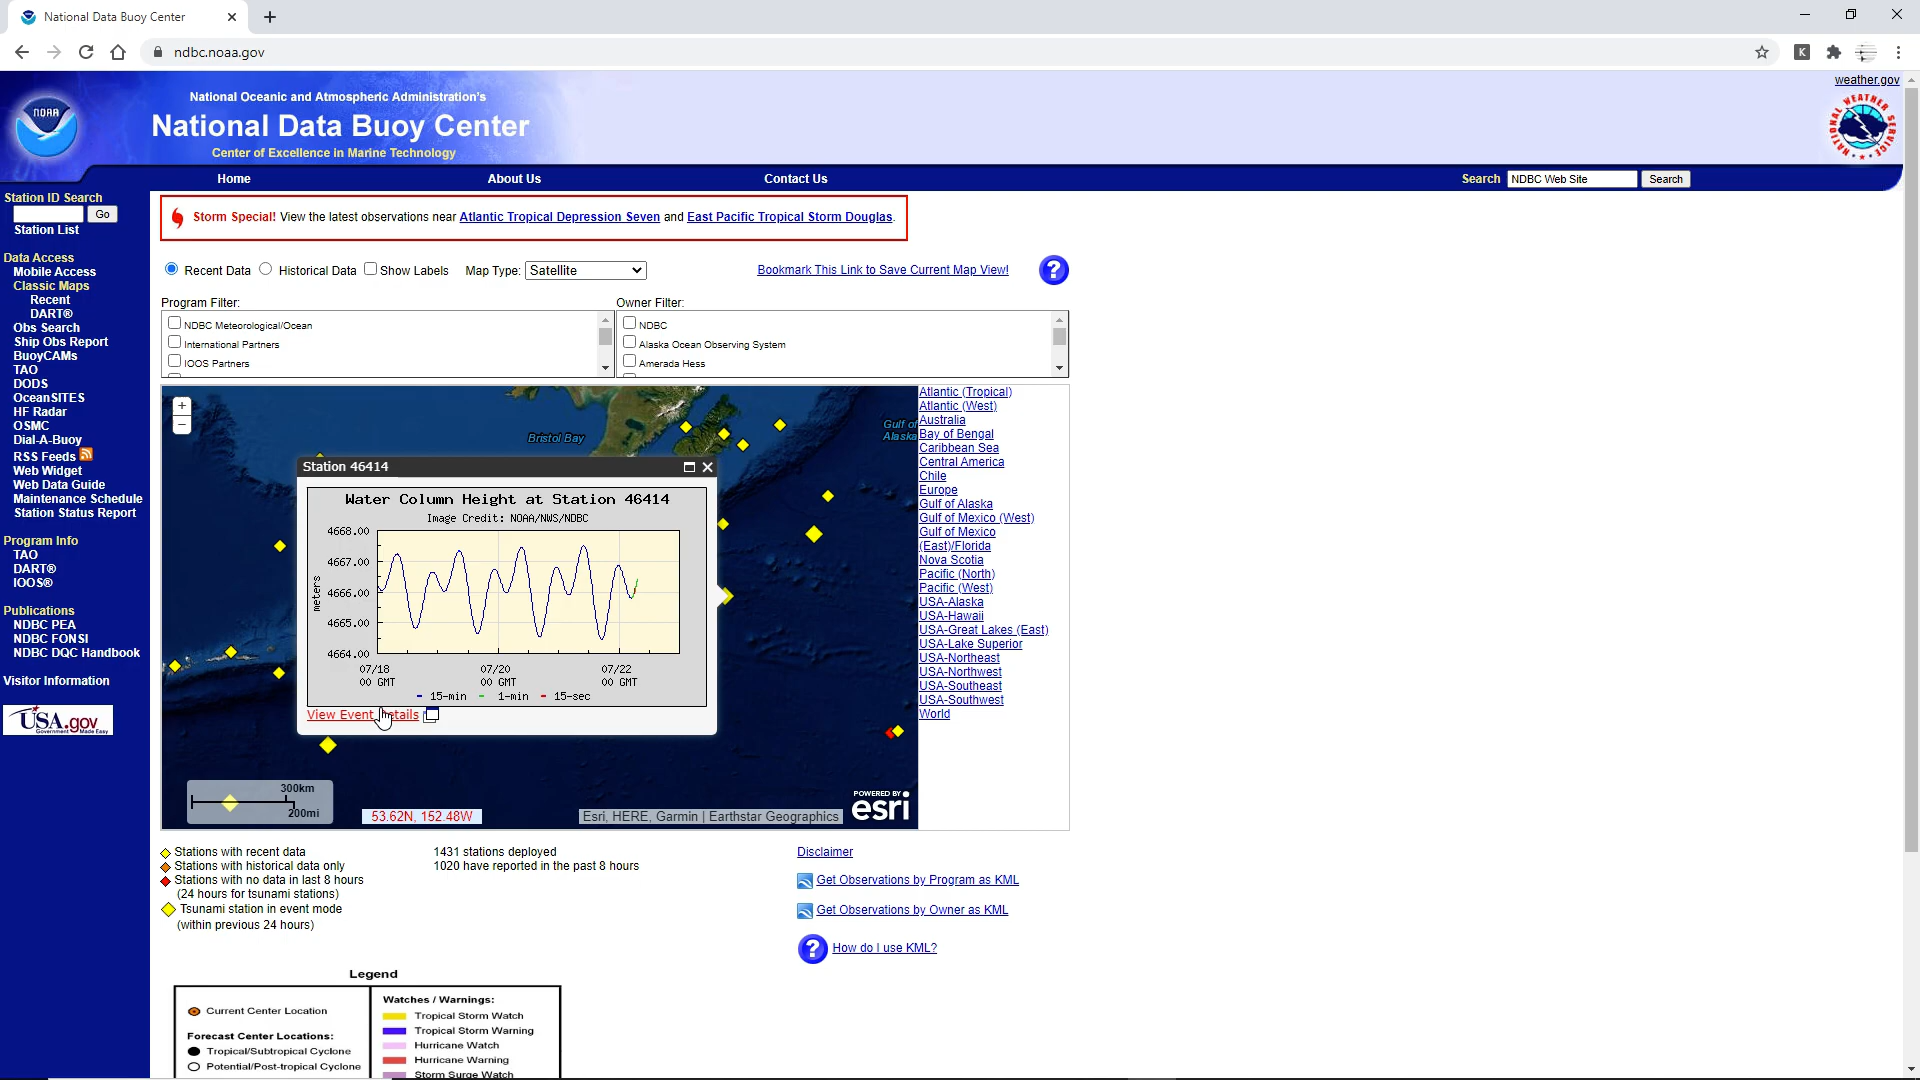 National Data Buoy Center
ndbc.noaa.gov
K
weather.gov
NOAA
National Oceanic and Atmospheric Administration's
National Data Buoy Center
Center of Excellence in Marine Technology
NATIONAL WEATHER SERVICE
Home
About Us
Contact Us
Search
NDBC Web Site
Search
Station ID Search
Go
Station List
Data Access
Mobile Access
Classic Maps
Recent
DART®
Obs Search
Ship Obs Report
BuoyCAMs
TAO
DODS
OceanSITES
HF Radar
OSMC
Dial-A-Buoy
RSS Feeds
Web Widget
Web Data Guide
Maintenance Schedule
Station Status Report
Program Info
TAO
DART®
IOOS®
Publications
NDBC PEA
NDBC FONSI
NDBC DQC Handbook
Visitor Information
USA.gov
Government Made Easy
Storm Special! View the latest observations near Atlantic Tropical Depression Seven and East Pacific Tropical Storm Douglas.
Recent Data
Historical Data
Show Labels
Map Type:
Satellite
Bookmark This Link to Save Current Map View!
?
Program Filter:
NDBC Meteorological/Ocean
International Partners
IOOS Partners
Owner Filter:
NDBC
Alaska Ocean Observing System
Amerada Hess
+
−
Bristol Bay
Gulf of
Alaska
Station 46414
Water Column Height at Station 46414
Image Credit: NOAA/NWS/NDBC
4668.00
4667.00
4666.00
4665.00
4664.00
meters
07/18
00 GMT
07/20
00 GMT
07/22
00 GMT
15-min
1-min
15-sec
View Event Details
300km
200mi
53.62N, 152.48W
Esri, HERE, Garmin | Earthstar Geographics
POWERED BY
esri
Atlantic (Tropical)
Atlantic (West)
Australia
Bay of Bengal
Caribbean Sea
Central America
Chile
Europe
Gulf of Alaska
Gulf of Mexico (West)
Gulf of Mexico
(East)/Florida
Nova Scotia
Pacific (North)
Pacific (West)
USA-Alaska
USA-Hawaii
USA-Great Lakes (East)
USA-Lake Superior
USA-Northeast
USA-Northwest
USA-Southeast
USA-Southwest
World
Stations with recent data
Stations with historical data only
Stations with no data in last 8 hours
(24 hours for tsunami stations)
Tsunami station in event mode
(within previous 24 hours)
1431 stations deployed
1020 have reported in the past 8 hours
Disclaimer
Get Observations by Program as KML
Get Observations by Owner as KML
?
How do I use KML?
Legend
Current Center Location
Forecast Center Locations:
Tropical/Subtropical Cyclone
Potential/Post-tropical Cyclone
Watches / Warnings:
Tropical Storm Watch
Tropical Storm Warning
Hurricane Watch
Hurricane Warning
Storm Surge Watch